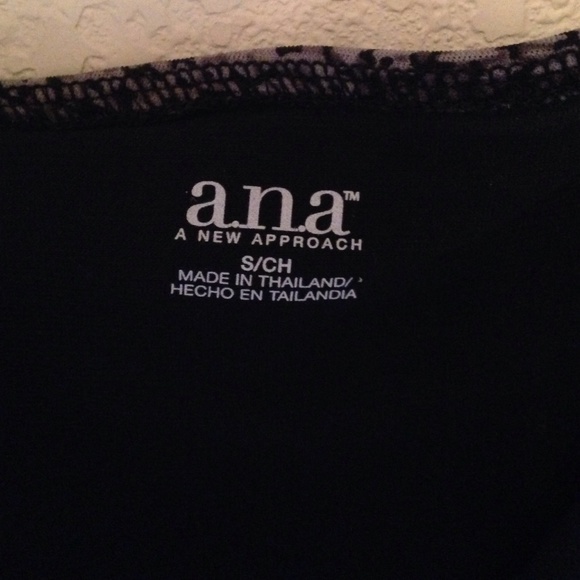 a.n.a™
A NEW APPROACH
S/CH
MADE IN THAILAND/
HECHO EN TAILANDIA